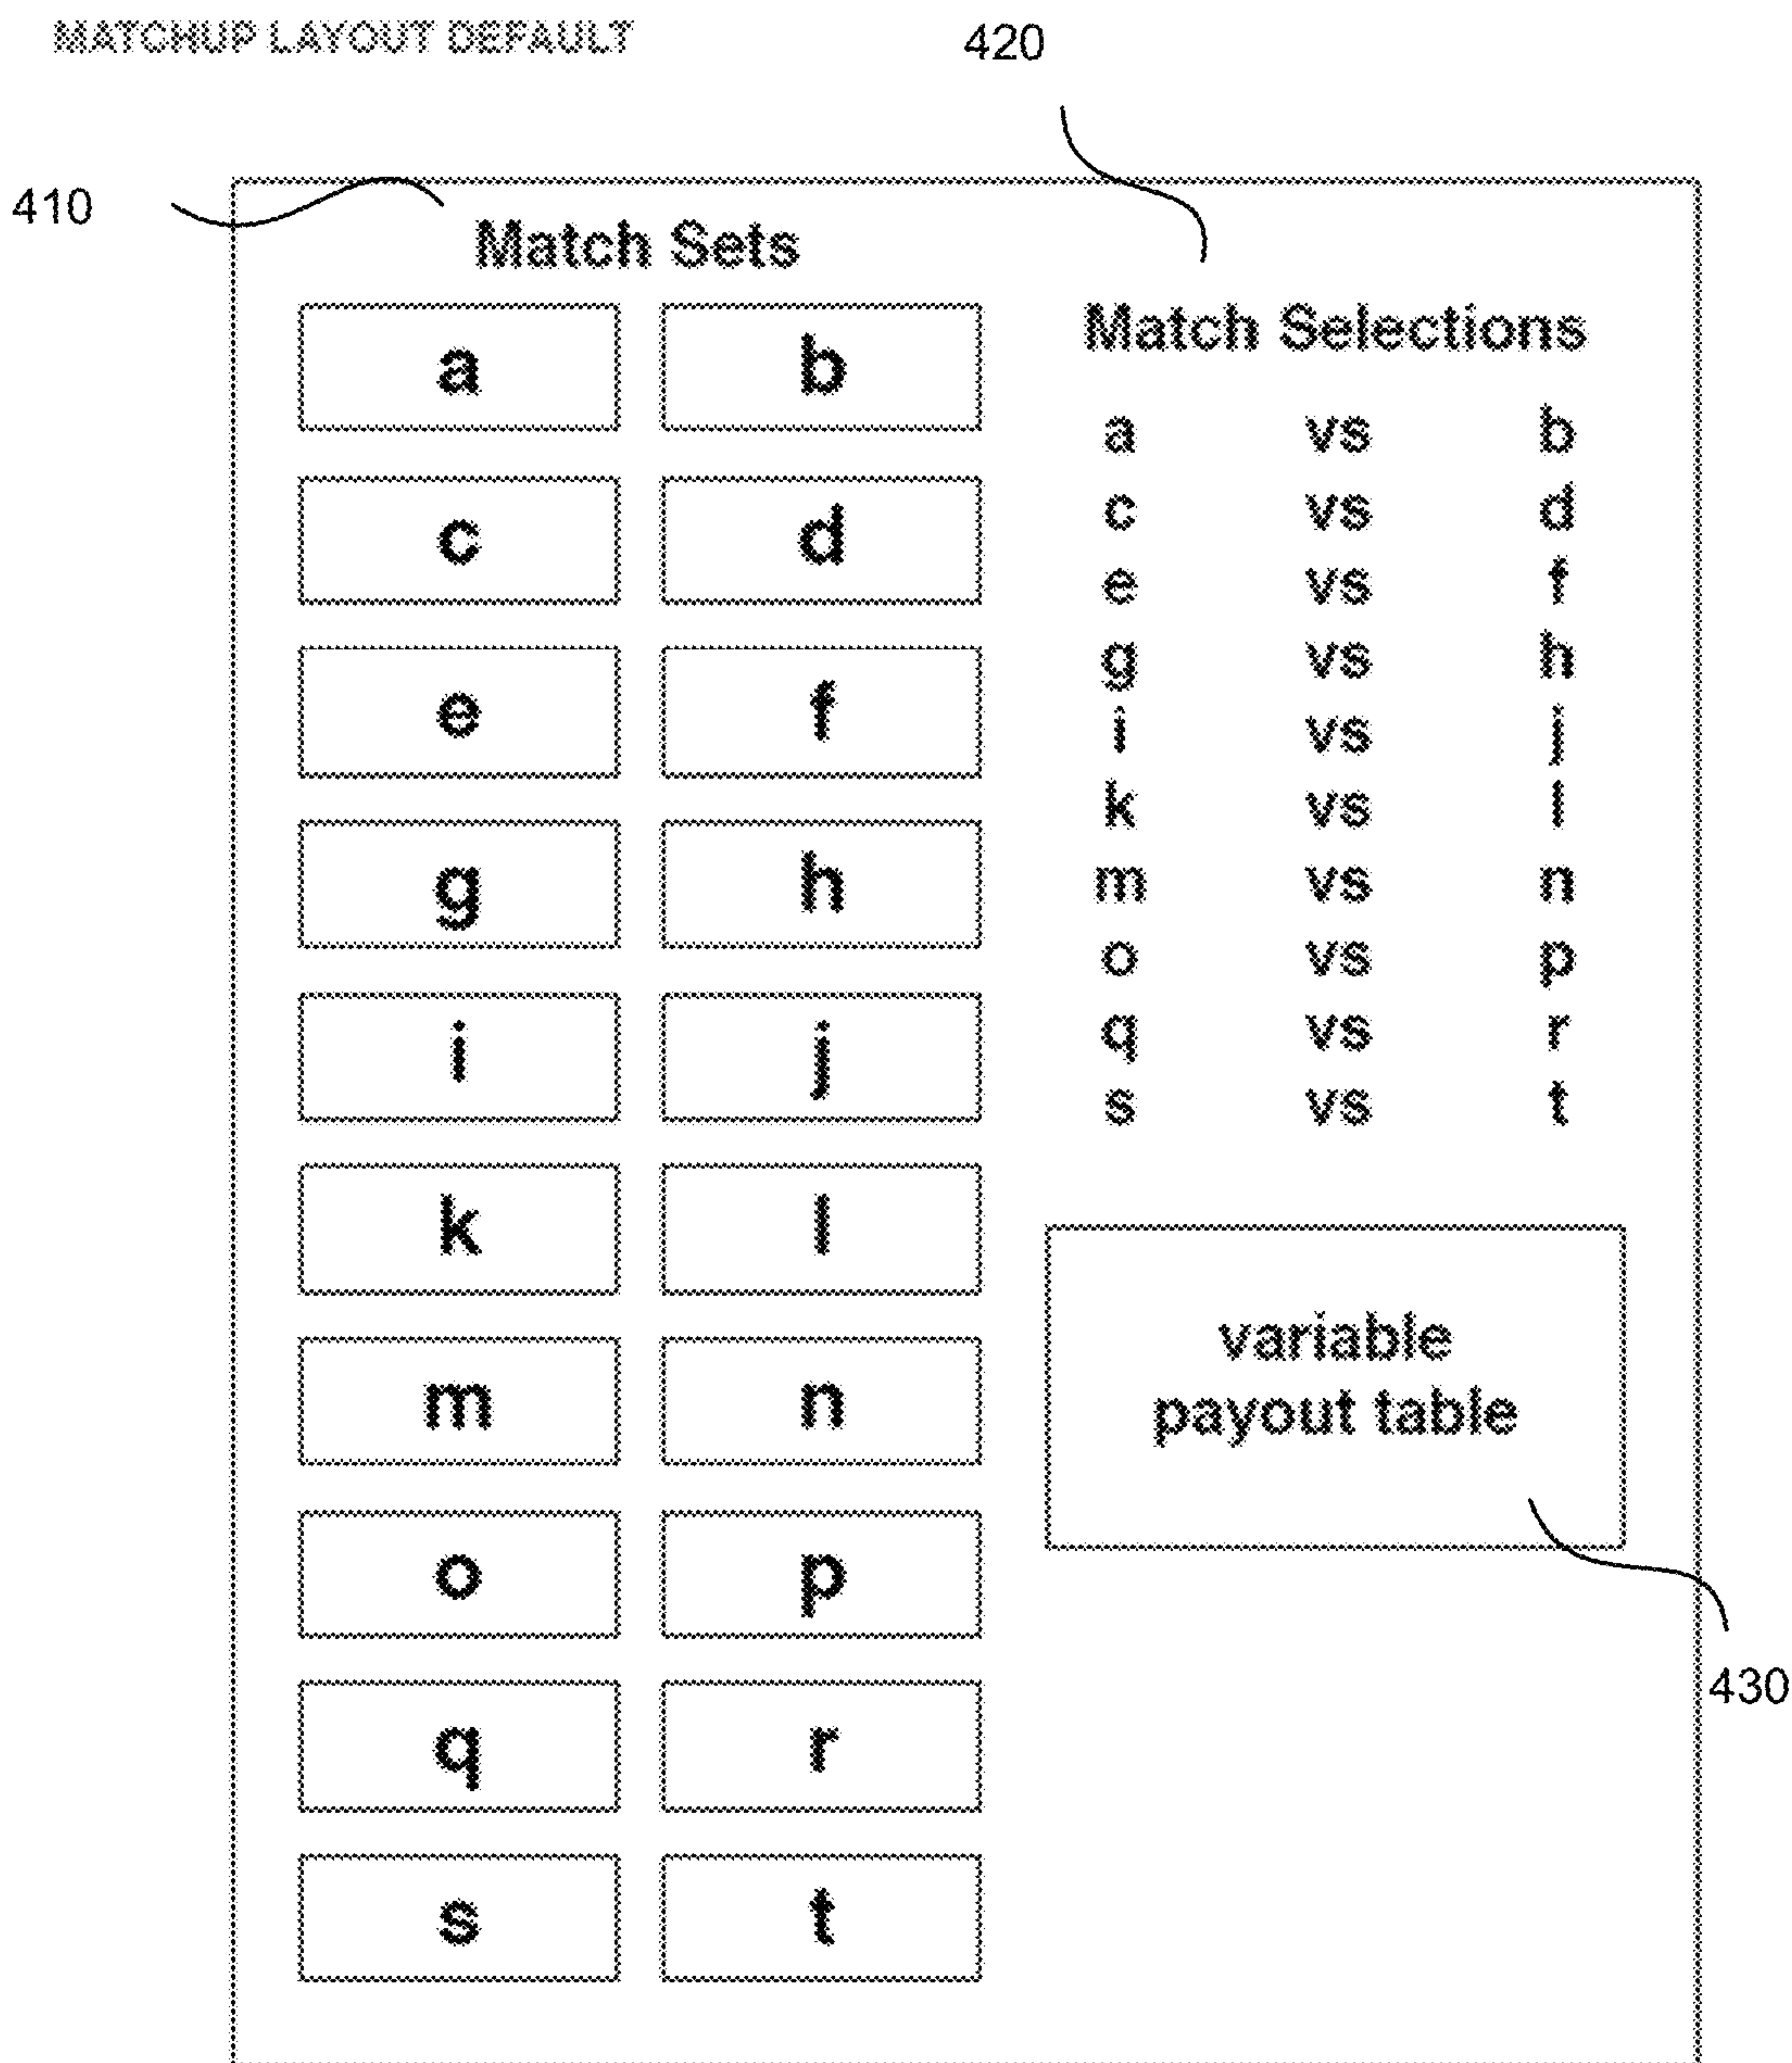 MATCHUP LAYOUT DEFAULT
420
410
Match Sets
a b
c d
e f
g h
i j
k l
m n
o p
q r
s t
Match Selections
a vs b
c vs d
e vs f
g vs h
i vs j
k vs l
m vs n
o vs p
q vs r
s vs t
variable
payout table
430